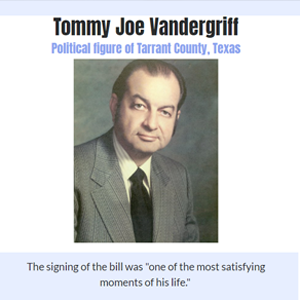 Tommy Joe Vandergriff
Political figure of Tarrant County, Texas
The signing of the bill was "one of the most satisfying
moments of his life."